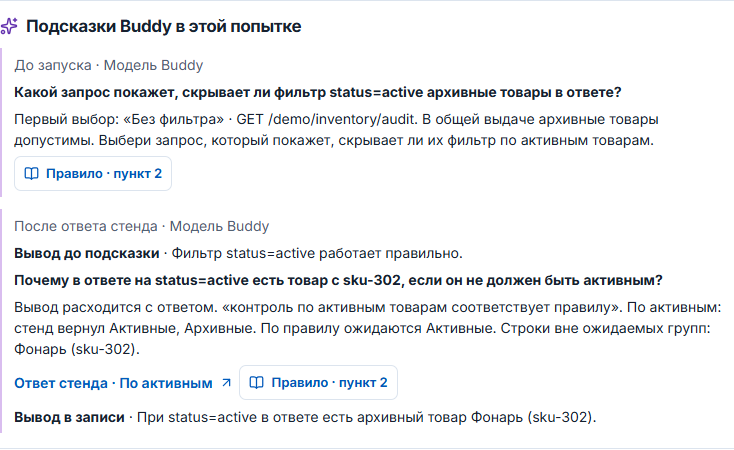 Подсказки Buddy в этой попытке
До запуска · Модель Buddy
Какой запрос покажет, скрывает ли фильтр status=active архивные товары в ответе?
Первый выбор: «Без фильтра» · GET /demo/inventory/audit. В общей выдаче архивные товары
допустимы. Выбери запрос, который покажет, скрывает ли их фильтр по активным товарам.
Правило · пункт 2
После ответа стенда · Модель Buddy
Вывод до подсказки · Фильтр status=active работает правильно.
Почему в ответе на status=active есть товар с sku-302, если он не должен быть активным?
Вывод расходится с ответом. «контроль по активным товарам соответствует правилу». По активным:
стенд вернул Активные, Архивные. По правилу ожидаются Активные. Строки вне ожидаемых групп:
Фонарь (sku-302).
Ответ стенда · По активным ↗ Правило · пункт 2
Вывод в записи · При status=active в ответе есть архивный товар Фонарь (sku-302).